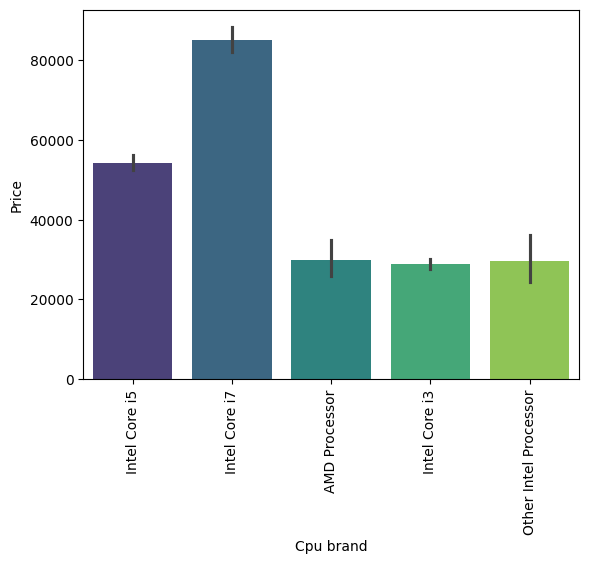 80000
60000
40000
20000
0
Price
Intel Core i5
Intel Core i7
AMD Processor
Intel Core i3
Other Intel Processor
Cpu brand